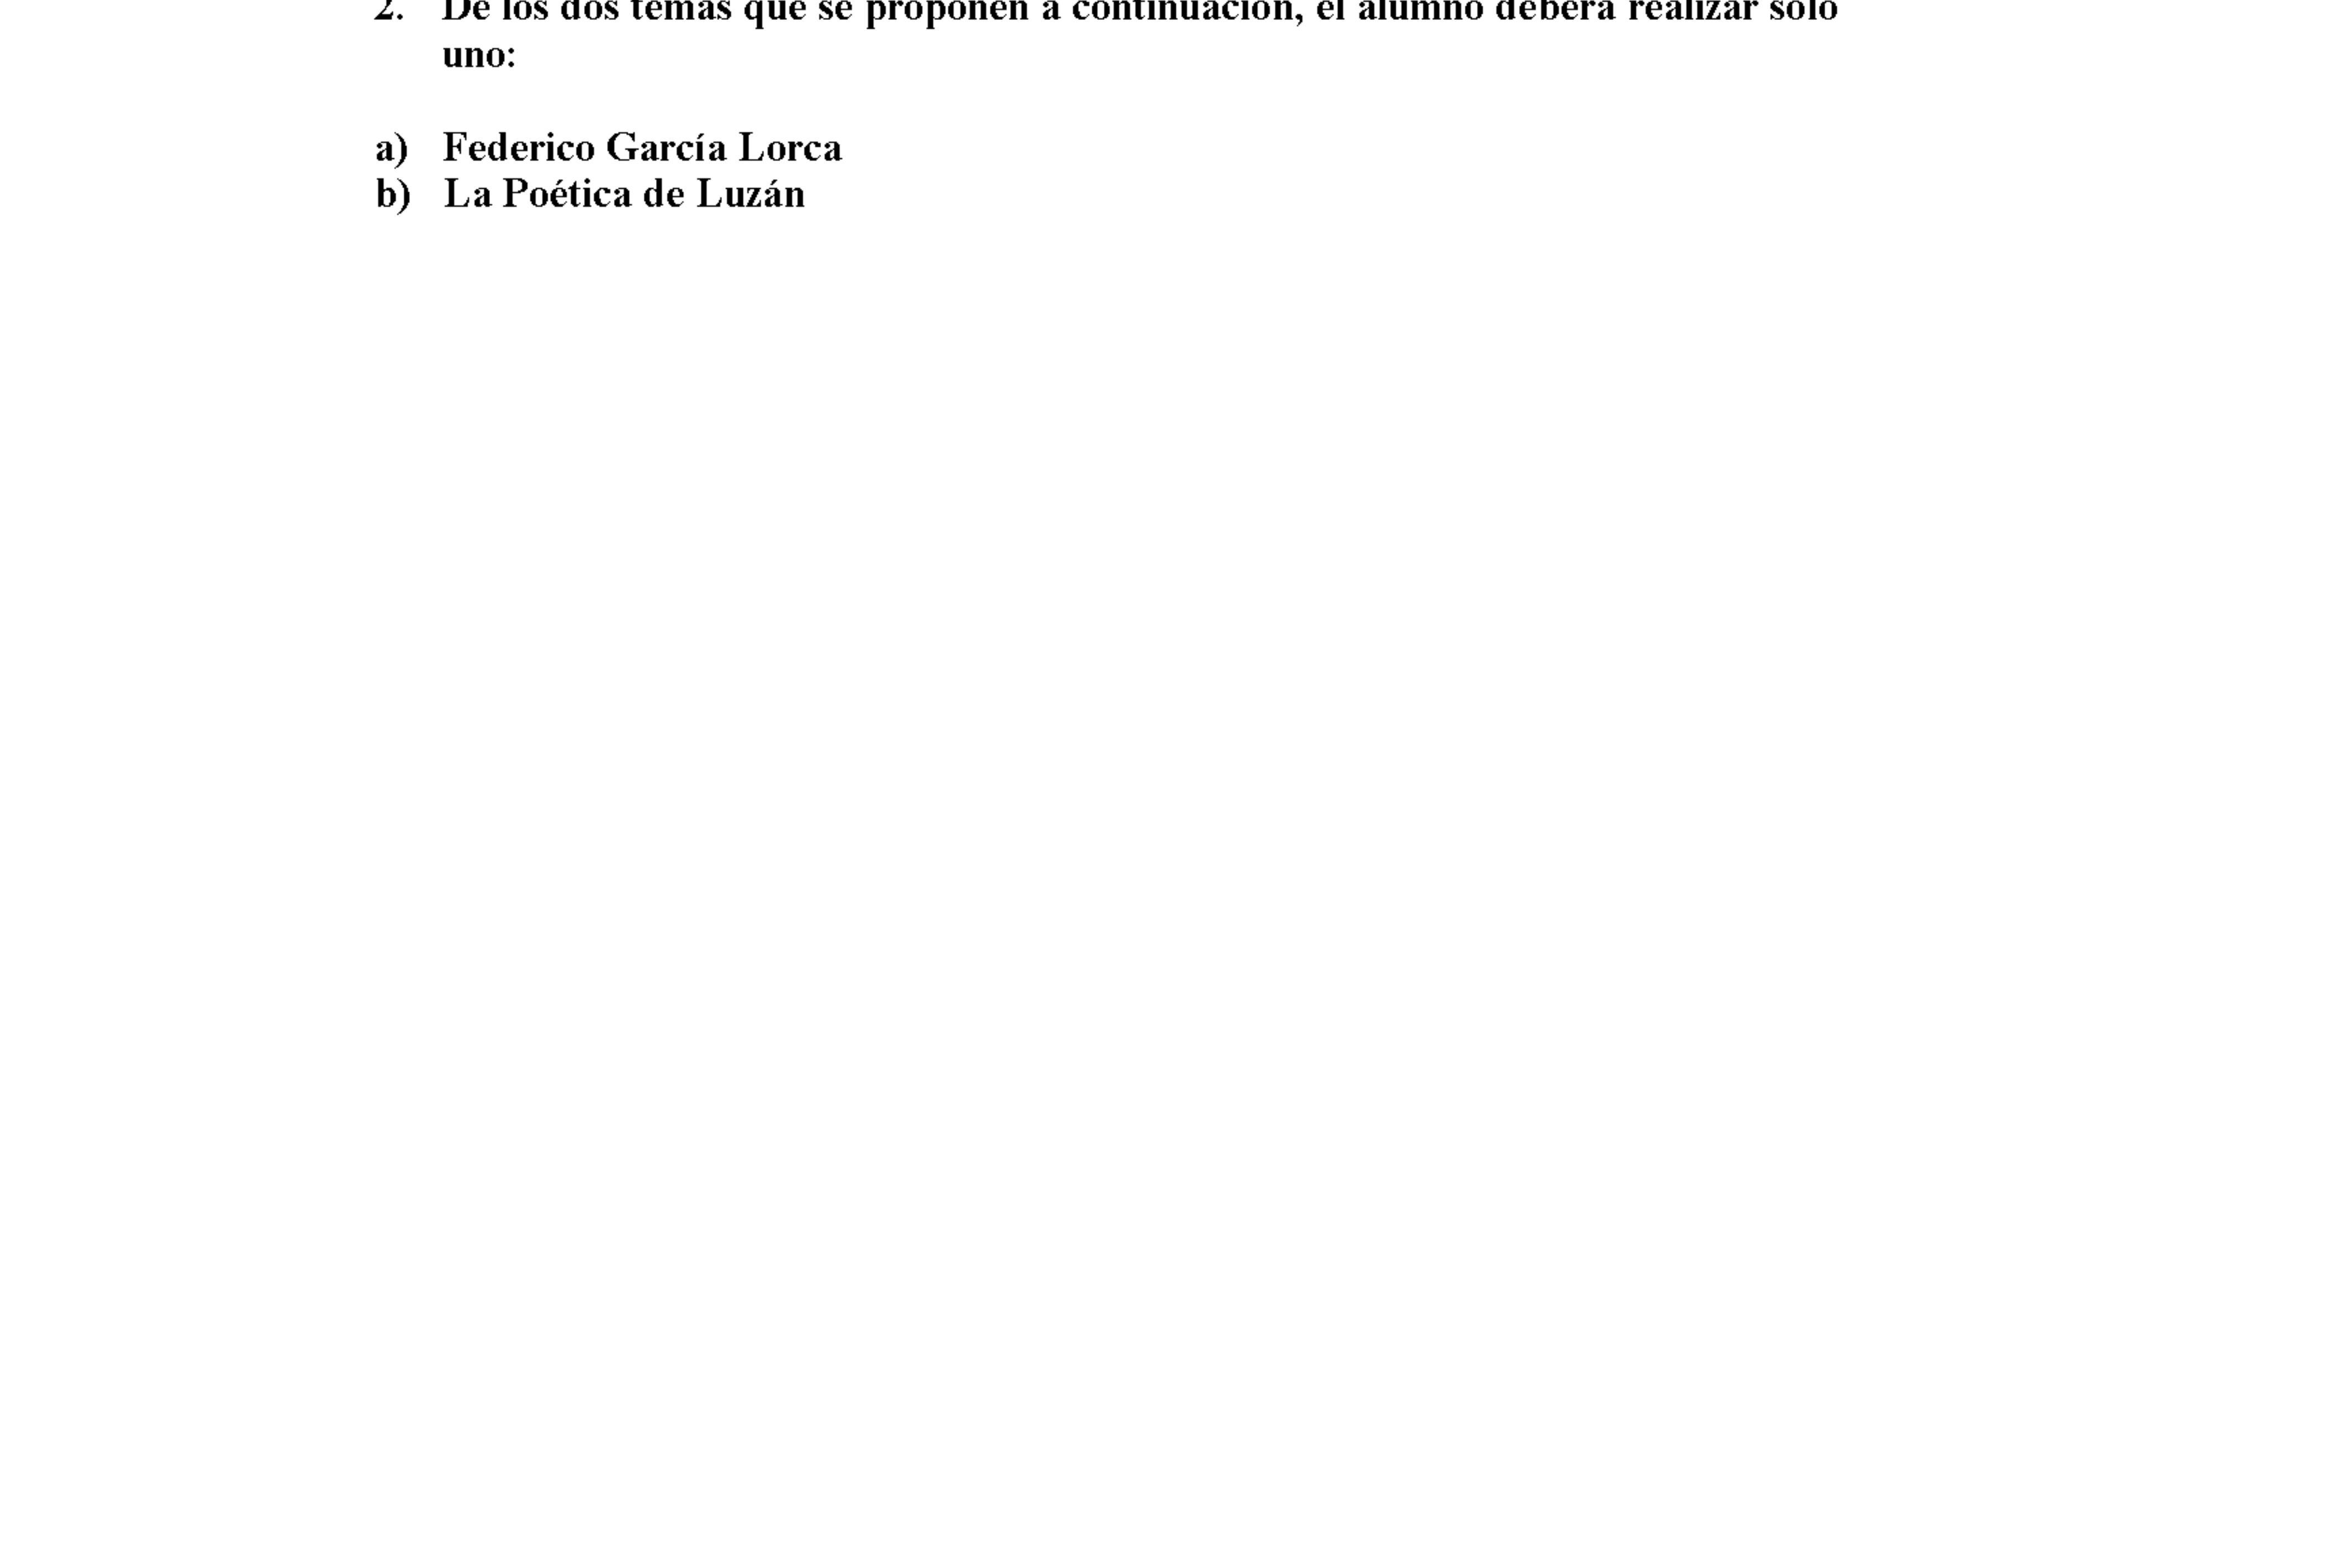 2. De los dos temas que se proponen a continuación, el alumno deberá realizar sólo
uno:
a) Federico García Lorca
b) La Poética de Luzán